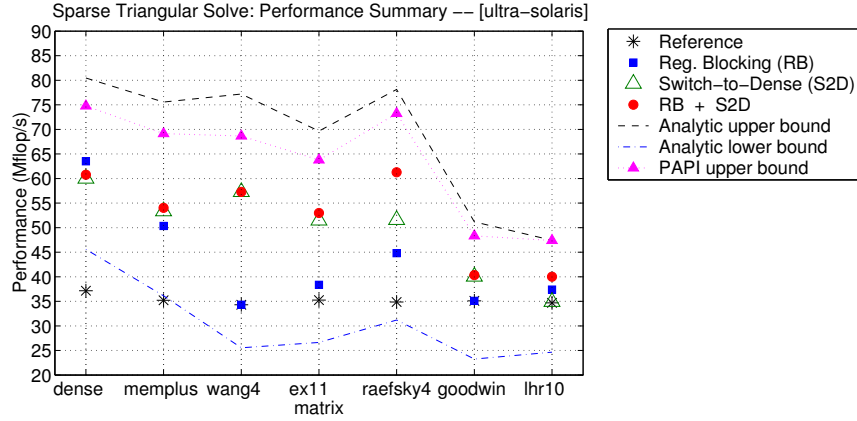 Sparse Triangular Solve: Performance Summary -- [ultra-solaris]
90
85
80
75
70
65
60
55
50
45
40
35
30
25
20
Performance (Mflop/s)
dense memplus wang4 ex11 raefsky4 goodwin lhr10
matrix
Reference
Reg. Blocking (RB)
Switch-to-Dense (S2D)
RB + S2D
Analytic upper bound
Analytic lower bound
PAPI upper bound